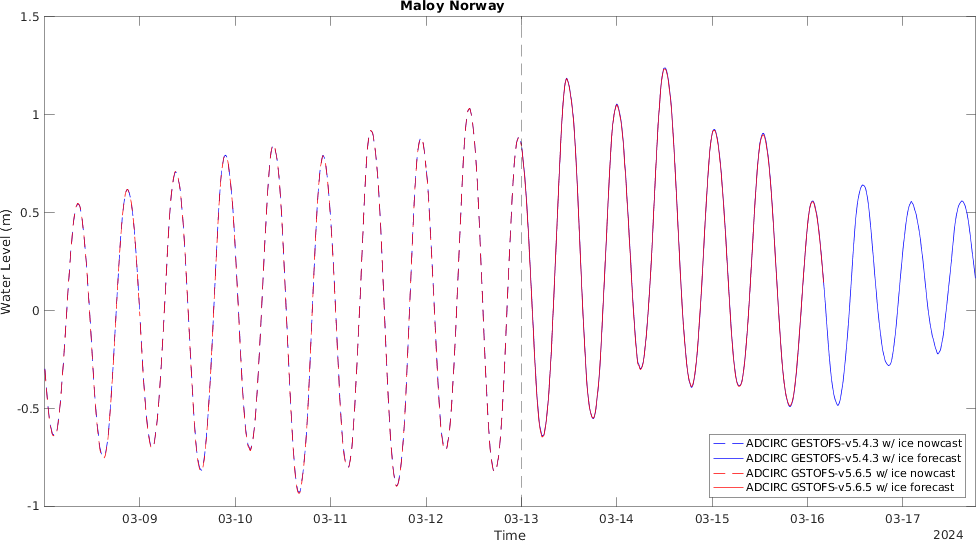 Maloy Norway
1.5
1
0.5
0
-0.5
-1
Water Level (m)
03-09 03-10 03-11 03-12 03-13 03-14 03-15 03-16 03-17
Time
2024
ADCIRC GESTOFS-v5.4.3 w/ ice nowcast
ADCIRC GESTOFS-v5.4.3 w/ ice forecast
ADCIRC GSTOFS-v5.6.5 w/ ice nowcast
ADCIRC GSTOFS-v5.6.5 w/ ice forecast